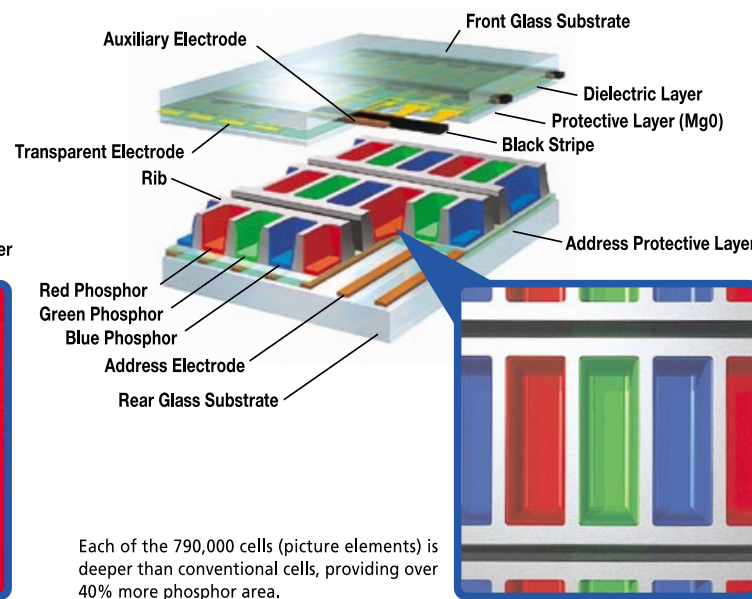 Front Glass Substrate
Auxiliary Electrode
Dielectric Layer
Protective Layer (Mg0)
Black Stripe
Transparent Electrode
Rib
Address Protective Layer
er
Red Phosphor
Green Phosphor
Blue Phosphor
Address Electrode
Rear Glass Substrate
Each of the 790,000 cells (picture elements) is
deeper than conventional cells, providing over
40% more phosphor area.